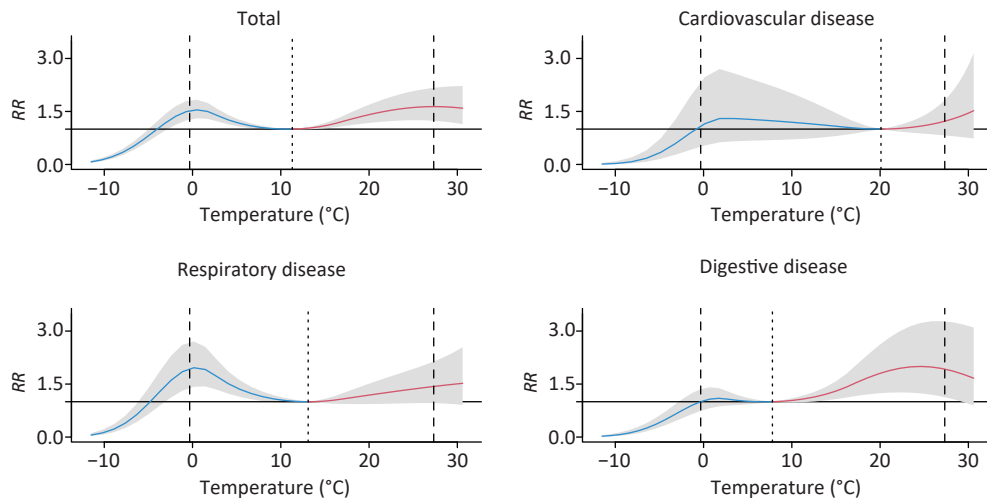 Total
3.0
1.5
0.0
RR
−10 0 10 20 30
Temperature (°C)
Cardiovascular disease
3.0
1.5
0.0
RR
−10 0 10 20 30
Temperature (°C)
Respiratory disease
3.0
1.5
0.0
RR
−10 0 10 20 30
Temperature (°C)
Digestive disease
3.0
1.5
0.0
RR
−10 0 10 20 30
Temperature (°C)